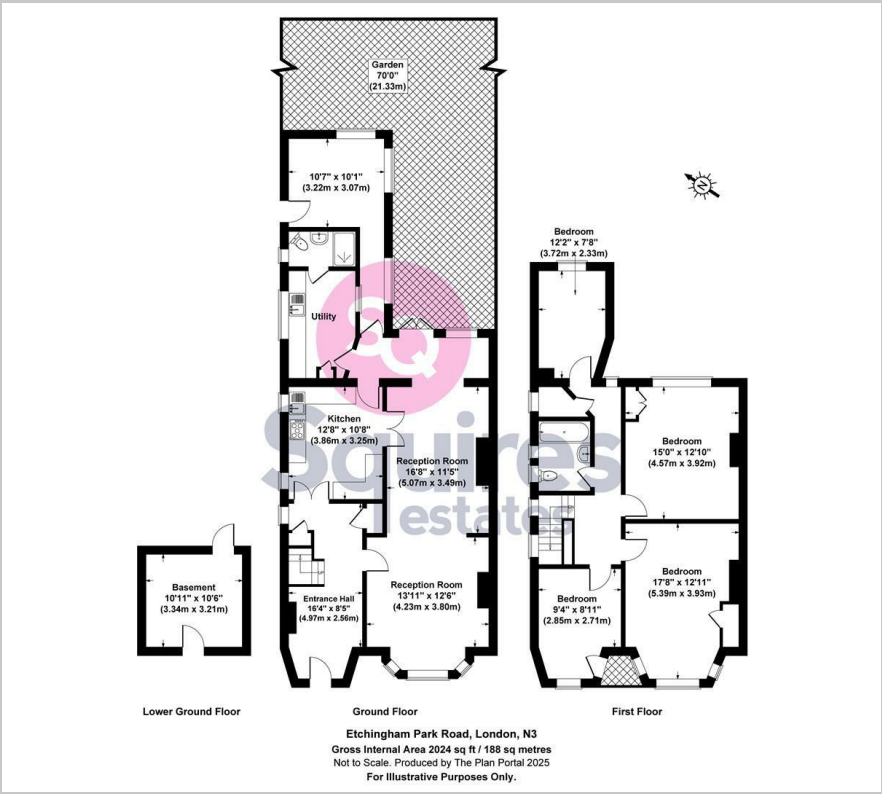 Garden
70'0"
(21.33m)
10'7" x 10'1"
(3.22m x 3.07m)
N
Bedroom
12'2" x 7'8"
(3.72m x 2.33m)
Utility
SQ
Squires
estates
Kitchen
12'8" x 10'8"
(3.86m x 3.25m)
Reception Room
16'8" x 11'5"
(5.07m x 3.49m)
Bedroom
15'0" x 12'10"
(4.57m x 3.92m)
Basement
10'11" x 10'6"
(3.34m x 3.21m)
Entrance Hall
16'4" x 8'5"
(4.97m x 2.56m)
Reception Room
13'11" x 12'6"
(4.23m x 3.80m)
Bedroom
9'4" x 8'11"
(2.85m x 2.71m)
Bedroom
17'8" x 12'11"
(5.39m x 3.93m)
Lower Ground Floor
Ground Floor
First Floor
Etchingham Park Road, London, N3
Gross Internal Area 2024 sq ft / 188 sq metres
Not to Scale. Produced by The Plan Portal 2025
For Illustrative Purposes Only.